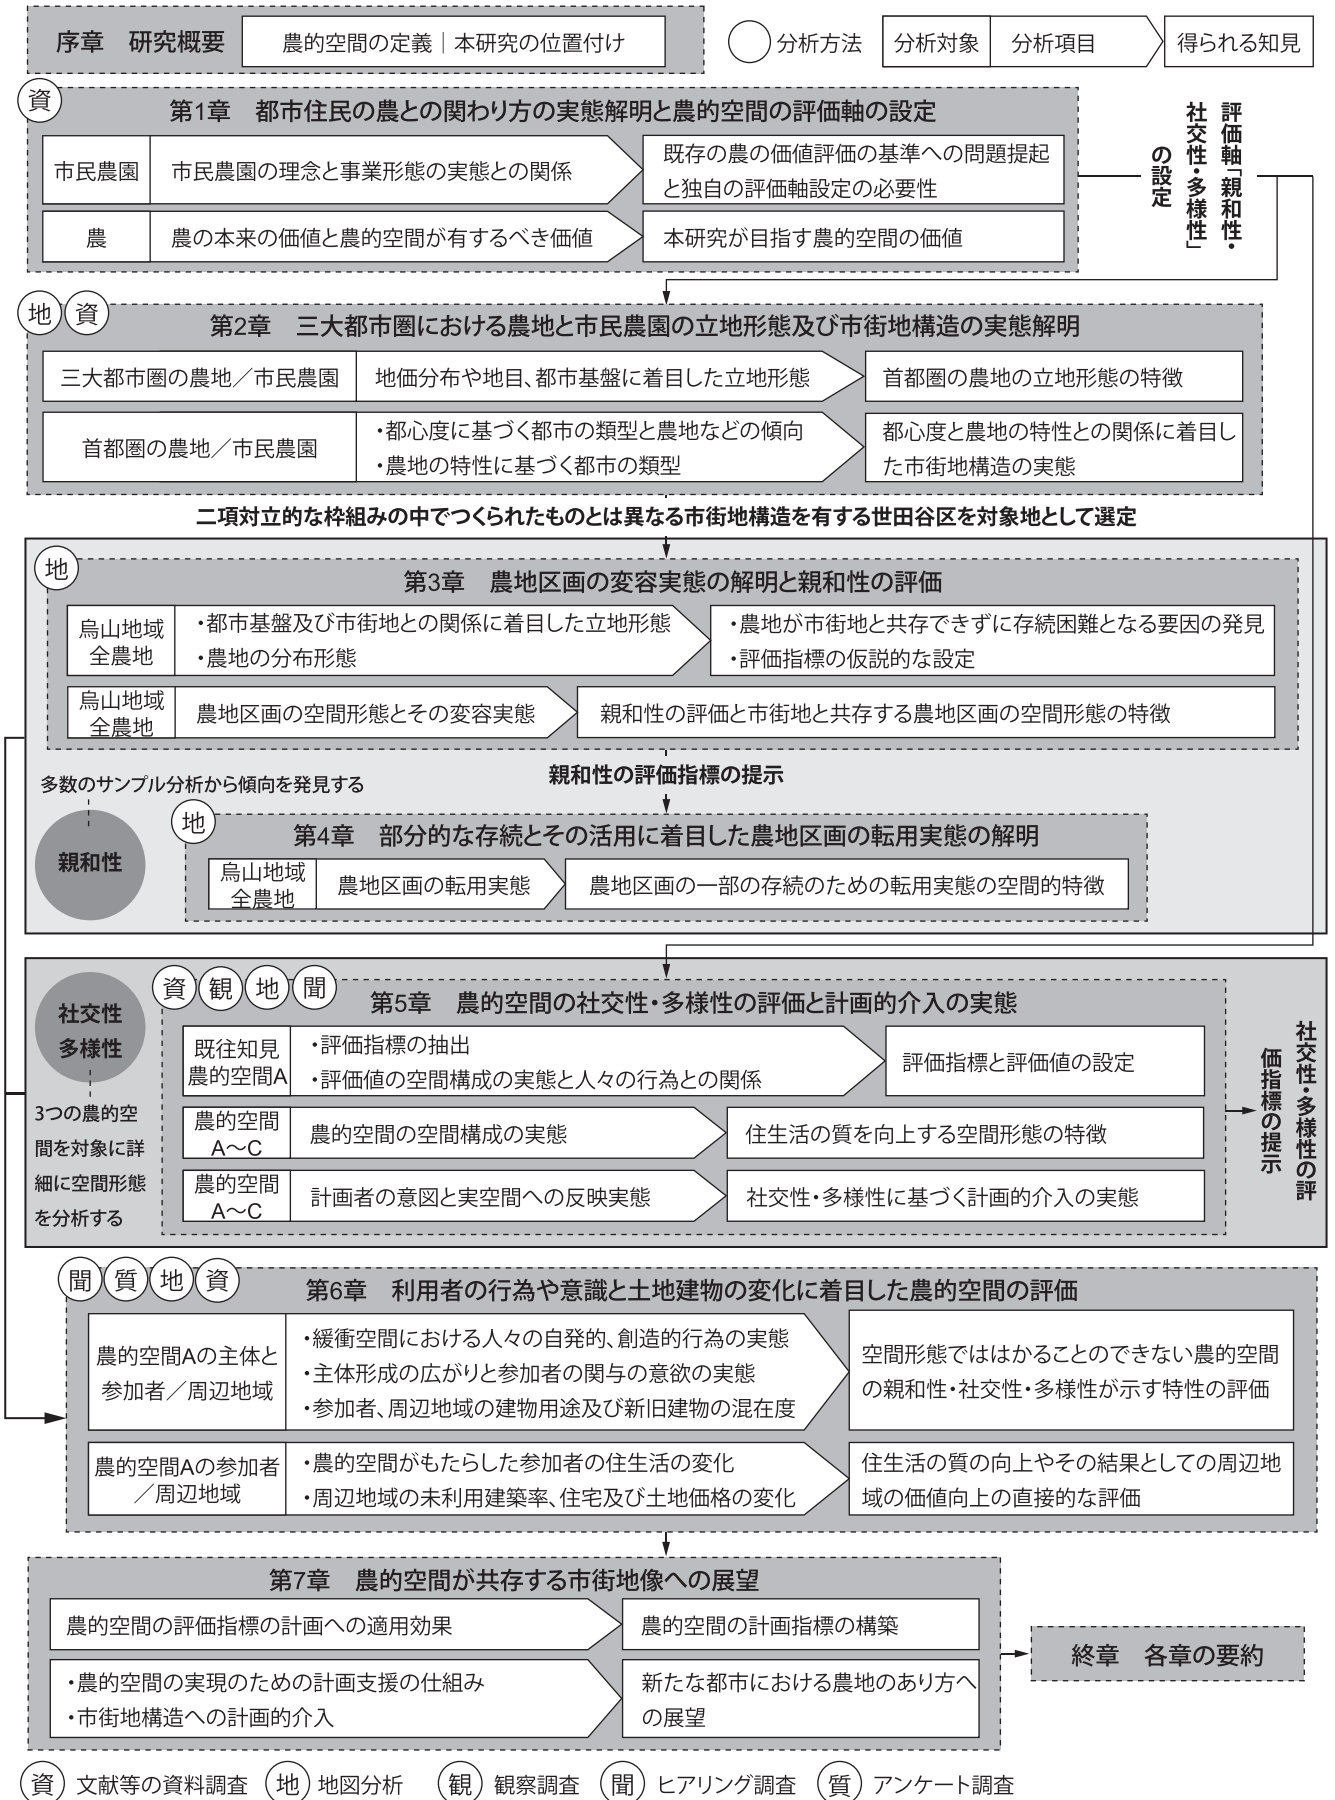 序章　研究概要
農的空間の定義｜本研究の位置付け
分析方法
分析対象
分析項目
得られる知見
資
第1章　都市住民の農との関わり方の実態解明と農的空間の評価軸の設定
市民農園
市民農園の理念と事業形態の実態との関係
既存の農の価値評価の基準への問題提起
と独自の評価軸設定の必要性
農
農の本来の価値と農的空間が有するべき価値
本研究が目指す農的空間の価値
評価軸「親和性・
社交性・多様性」
の設定
地
資
第2章　三大都市圏における農地と市民農園の立地形態及び市街地構造の実態解明
三大都市圏の農地／市民農園
地価分布や地目、都市基盤に着目した立地形態
首都圏の農地の立地形態の特徴
首都圏の農地／市民農園
・都心度に基づく都市の類型と農地などの傾向
・農地の特性に基づく都市の類型
都心度と農地の特性との関係に着目し
た市街地構造の実態
二項対立的な枠組みの中でつくられたものとは異なる市街地構造を有する世田谷区を対象地として選定
地
第3章　農地区画の変容実態の解明と親和性の評価
烏山地域
全農地
・都市基盤及び市街地との関係に着目した立地形態
・農地の分布形態
・農地が市街地と共存できずに存続困難となる要因の発見
・評価指標の仮説的な設定
烏山地域
全農地
農地区画の空間形態とその変容実態
親和性の評価と市街地と共存する農地区画の空間形態の特徴
親和性の評価指標の提示
多数のサンプル分析から傾向を発見する
親和性
地
第4章　部分的な存続とその活用に着目した農地区画の転用実態の解明
烏山地域
全農地
農地区画の転用実態
農地区画の一部の存続のための転用実態の空間的特徴
社交性
多様性
3つの農的空
間を対象に詳
細に空間形態
を分析する
資
観
地
聞
第5章　農的空間の社交性・多様性の評価と計画的介入の実態
既往知見
農的空間A
・評価指標の抽出
・評価値の空間構成の実態と人々の行為との関係
評価指標と評価値の設定
農的空間
A〜C
農的空間の空間構成の実態
住生活の質を向上する空間形態の特徴
農的空間
A〜C
計画者の意図と実空間への反映実態
社交性・多様性に基づく計画的介入の実態
社交性・多様性の評
価指標の提示
聞
質
地
資
第6章　利用者の行為や意識と土地建物の変化に着目した農的空間の評価
農的空間Aの主体と
参加者／周辺地域
・緩衝空間における人々の自発的、創造的行為の実態
・主体形成の広がりと参加者の関与の意欲の実態
・参加者、周辺地域の建物用途及び新旧建物の混在度
空間形態でははかることのできない農的空間
の親和性・社交性・多様性が示す特性の評価
農的空間Aの参加者
／周辺地域
・農的空間がもたらした参加者の住生活の変化
・周辺地域の未利用建築率、住宅及び土地価格の変化
住生活の質の向上やその結果としての周辺地
域の価値向上の直接的な評価
第7章　農的空間が共存する市街地像への展望
農的空間の評価指標の計画への適用効果
農的空間の計画指標の構築
・農的空間の実現のための計画支援の仕組み
・市街地構造への計画的介入
新たな都市における農地のあり方へ
の展望
終章　各章の要約
資 文献等の資料調査
地 地図分析
観 観察調査
聞 ヒアリング調査
質 アンケート調査